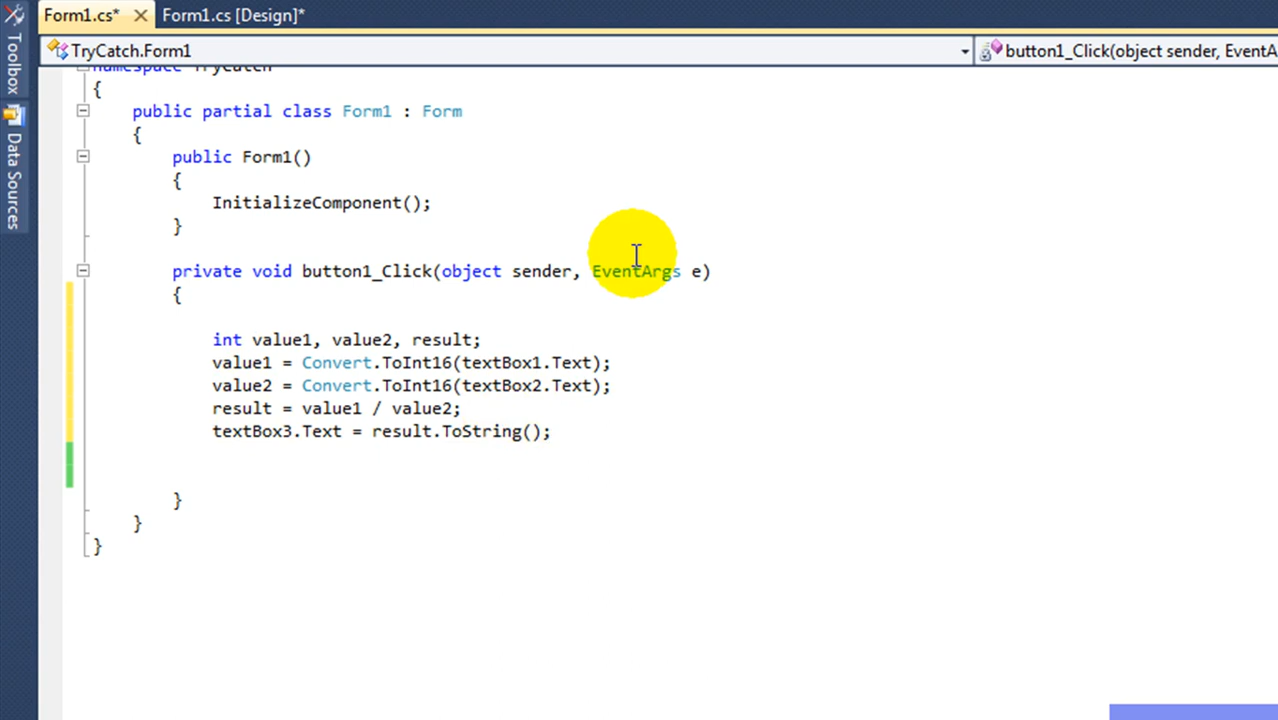 Form1.cs* Form1.cs [Design]*
Toolbox
Data Sources
TryCatch.Form1 button1_Click(object sender, EventA
namespace TryCatch
{
public partial class Form1 : Form
{
public Form1()
{
InitializeComponent();
}
private void button1_Click(object sender, EventArgs e)
{
int value1, value2, result;
value1 = Convert.ToInt16(textBox1.Text);
value2 = Convert.ToInt16(textBox2.Text);
result = value1 / value2;
textBox3.Text = result.ToString();
}
}
}